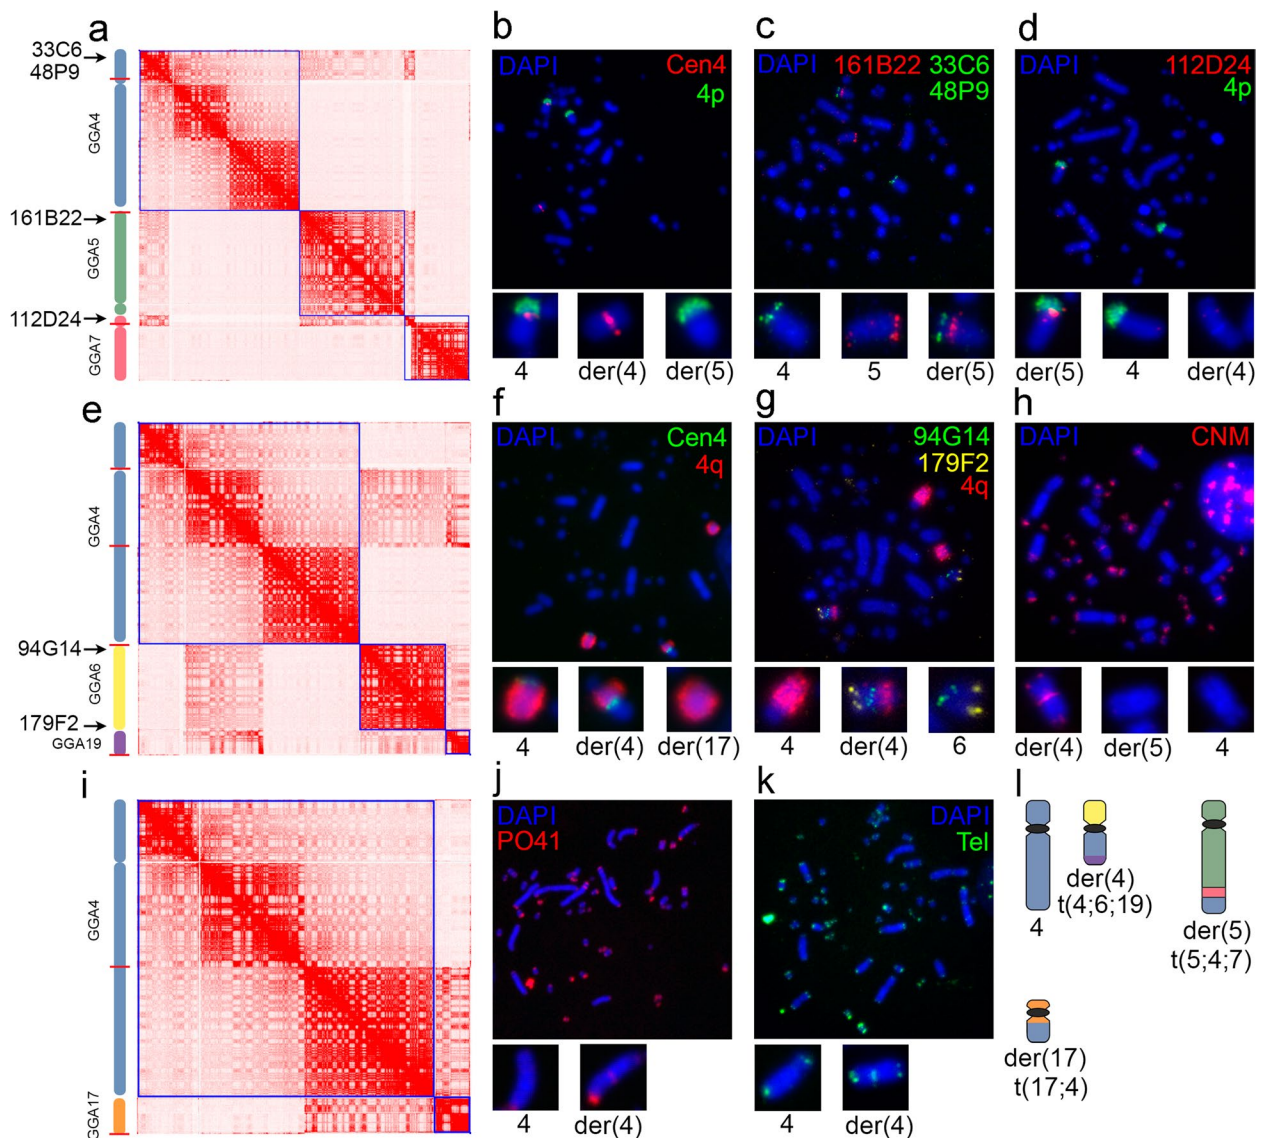 a
33C6
48P9
GGA4
161B22
GGA5
112D24
GGA7
b
DAPI Cen4
4p
4 der(4) der(5)
c
DAPI 161B22 33C6
48P9
4 5 der(5)
d
DAPI 112D24
4p
der(5) 4 der(4)
e
GGA4
94G14
GGA6
179F2
GGA19
f
DAPI Cen4
4q
4 der(4) der(17)
g
DAPI 94G14
179F2
4q
4 der(4) 6
h
DAPI CNM
der(4) der(5) 4
i
GGA4
GGA17
j
DAPI
PO41
4 der(4)
k
DAPI
Tel
4 der(4)
l
4
der(4)
t(4;6;19)
der(5)
t(5;4;7)
der(17)
t(17;4)